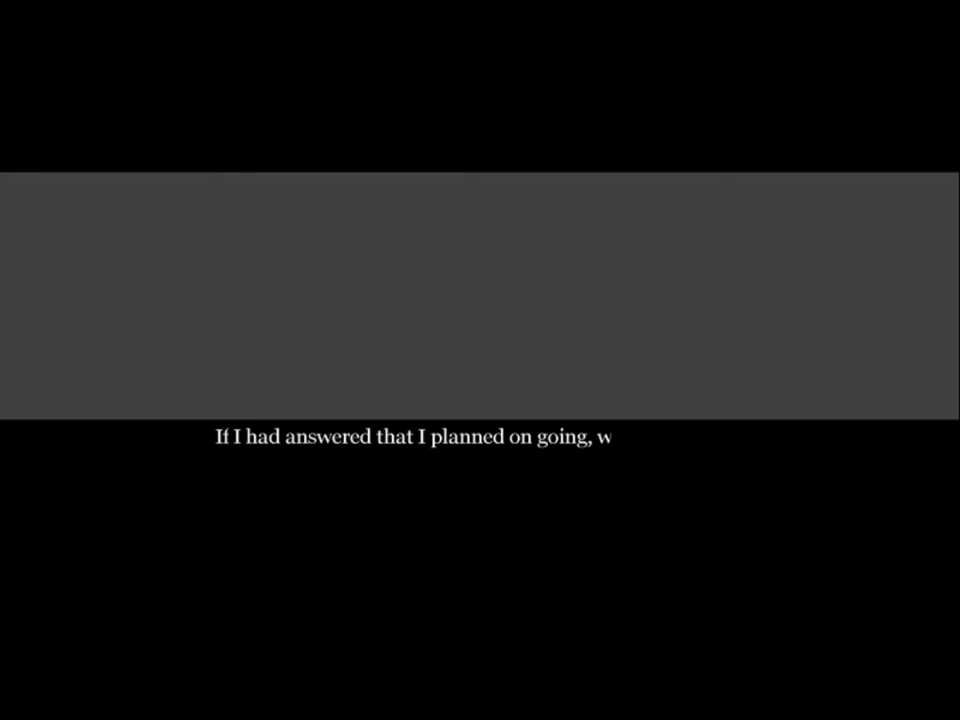 If I had answered that I planned on going, w